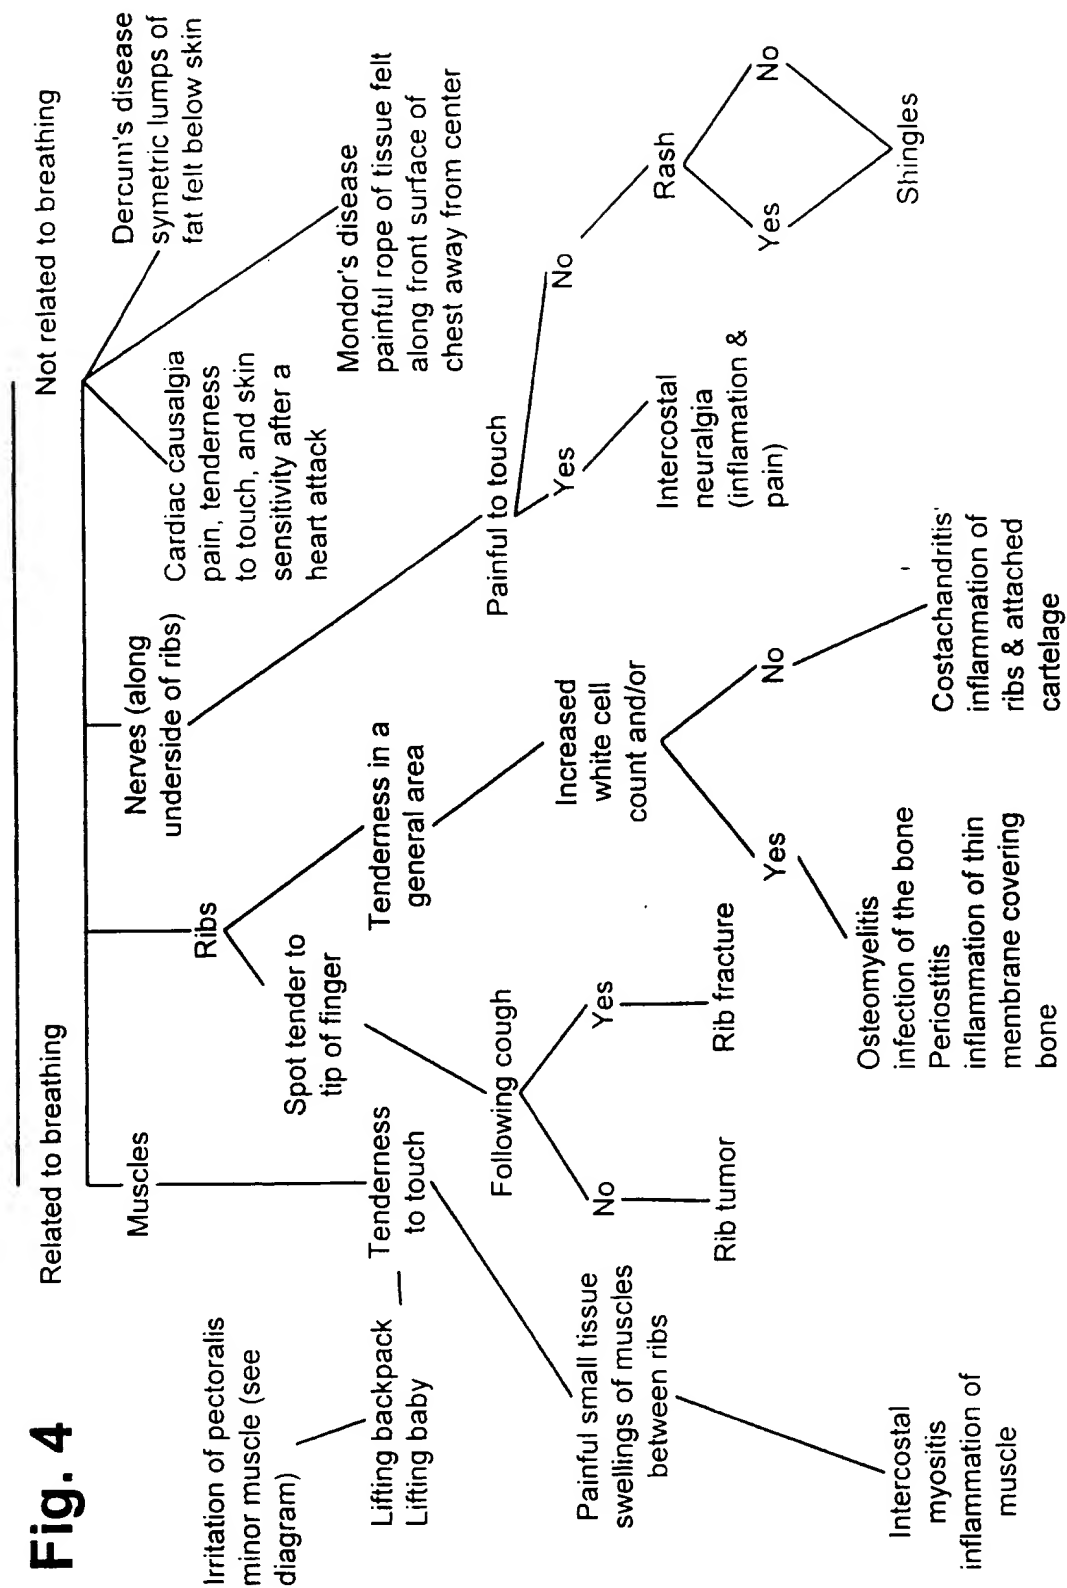 Fig. 4
Related to breathing
Not related to breathing
Muscles
Ribs
Nerves (along
underside of ribs)
Cardiac causalgia
pain, tenderness
to touch, and skin
sensitivity after a
heart attack
Dercum's disease
symetric lumps of
fat felt below skin
Mondor's disease
painful rope of tissue felt
along front surface of
chest away from center
Irritation of pectoralis
minor muscle (see
diagram)
Lifting backpack
Lifting baby
Tenderness
to touch
Painful small tissue
swellings of muscles
between ribs
Intercostal
myositis
inflammation of
muscle
Spot tender to
tip of finger
Following cough
No
Yes
Rib tumor
Rib fracture
Tenderness in a
general area
Increased
white cell
count and/or
Yes
No
Osteomyelitis
infection of the bone
Periostitis
inflammation of thin
membrane covering
bone
Costachandritis
inflammation of
ribs & attached
cartelage
Painful to touch
Yes
No
Intercostal
neuralgia
(inflamation &
pain)
Rash
Yes
No
Shingles